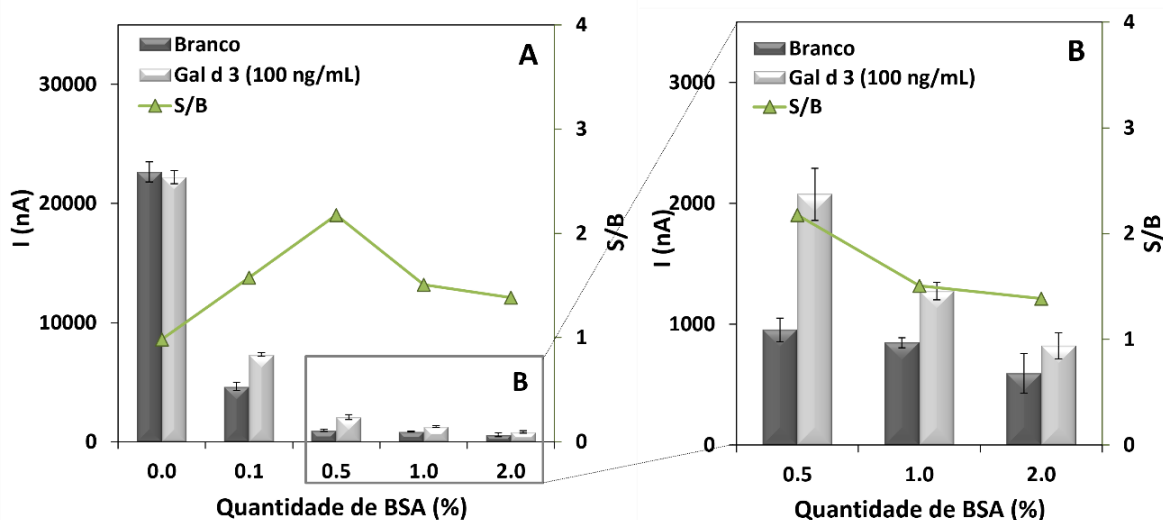 A
Branco
Gal d 3 (100 ng/mL)
S/B
I (nA)
30000
20000
10000
0
4
3
2
1
0
S/B
B
0.0 0.1 0.5 1.0 2.0
Quantidade de BSA (%)
B
Branco
Gal d 3 (100 ng/mL)
S/B
I (nA)
3000
2000
1000
0
4
3
2
1
0
S/B
0.5 1.0 2.0
Quantidade de BSA (%)